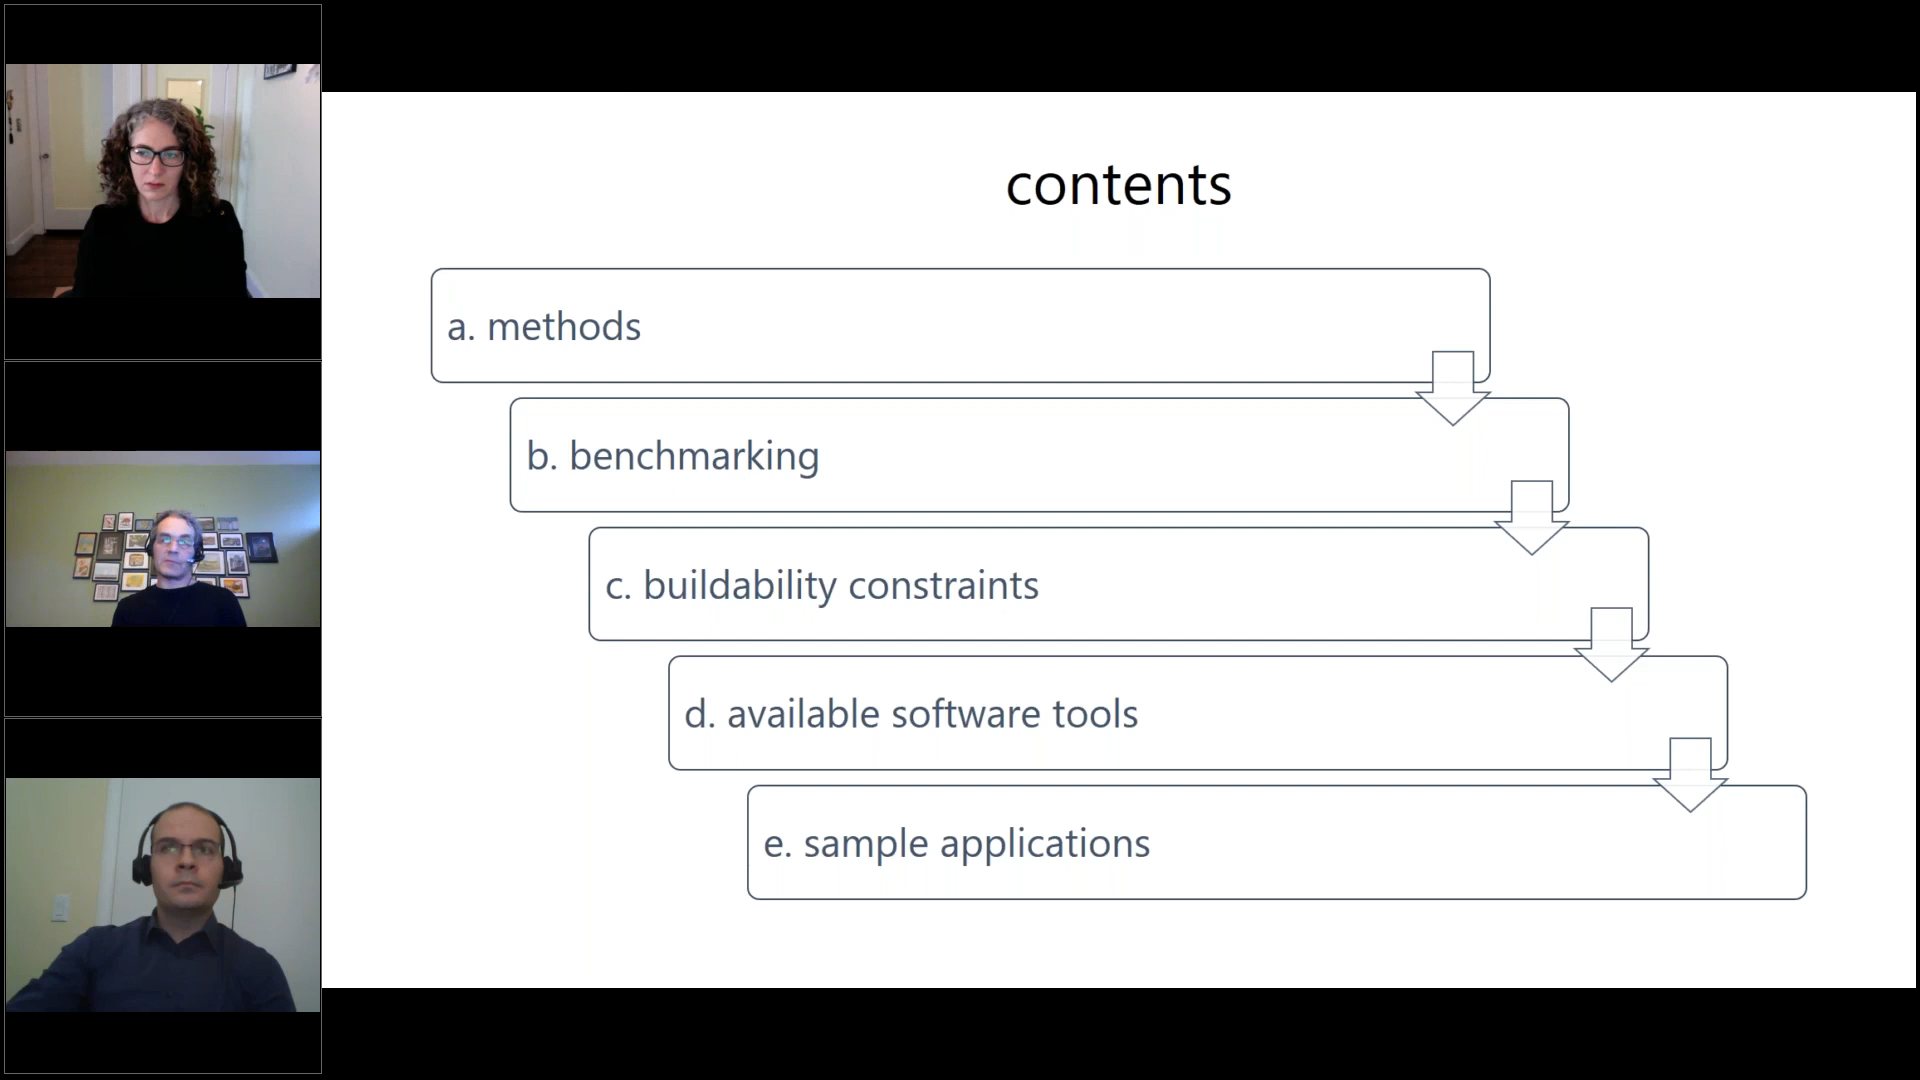 contents
a. methods
b. benchmarking
c. buildability constraints
d. available software tools
e. sample applications